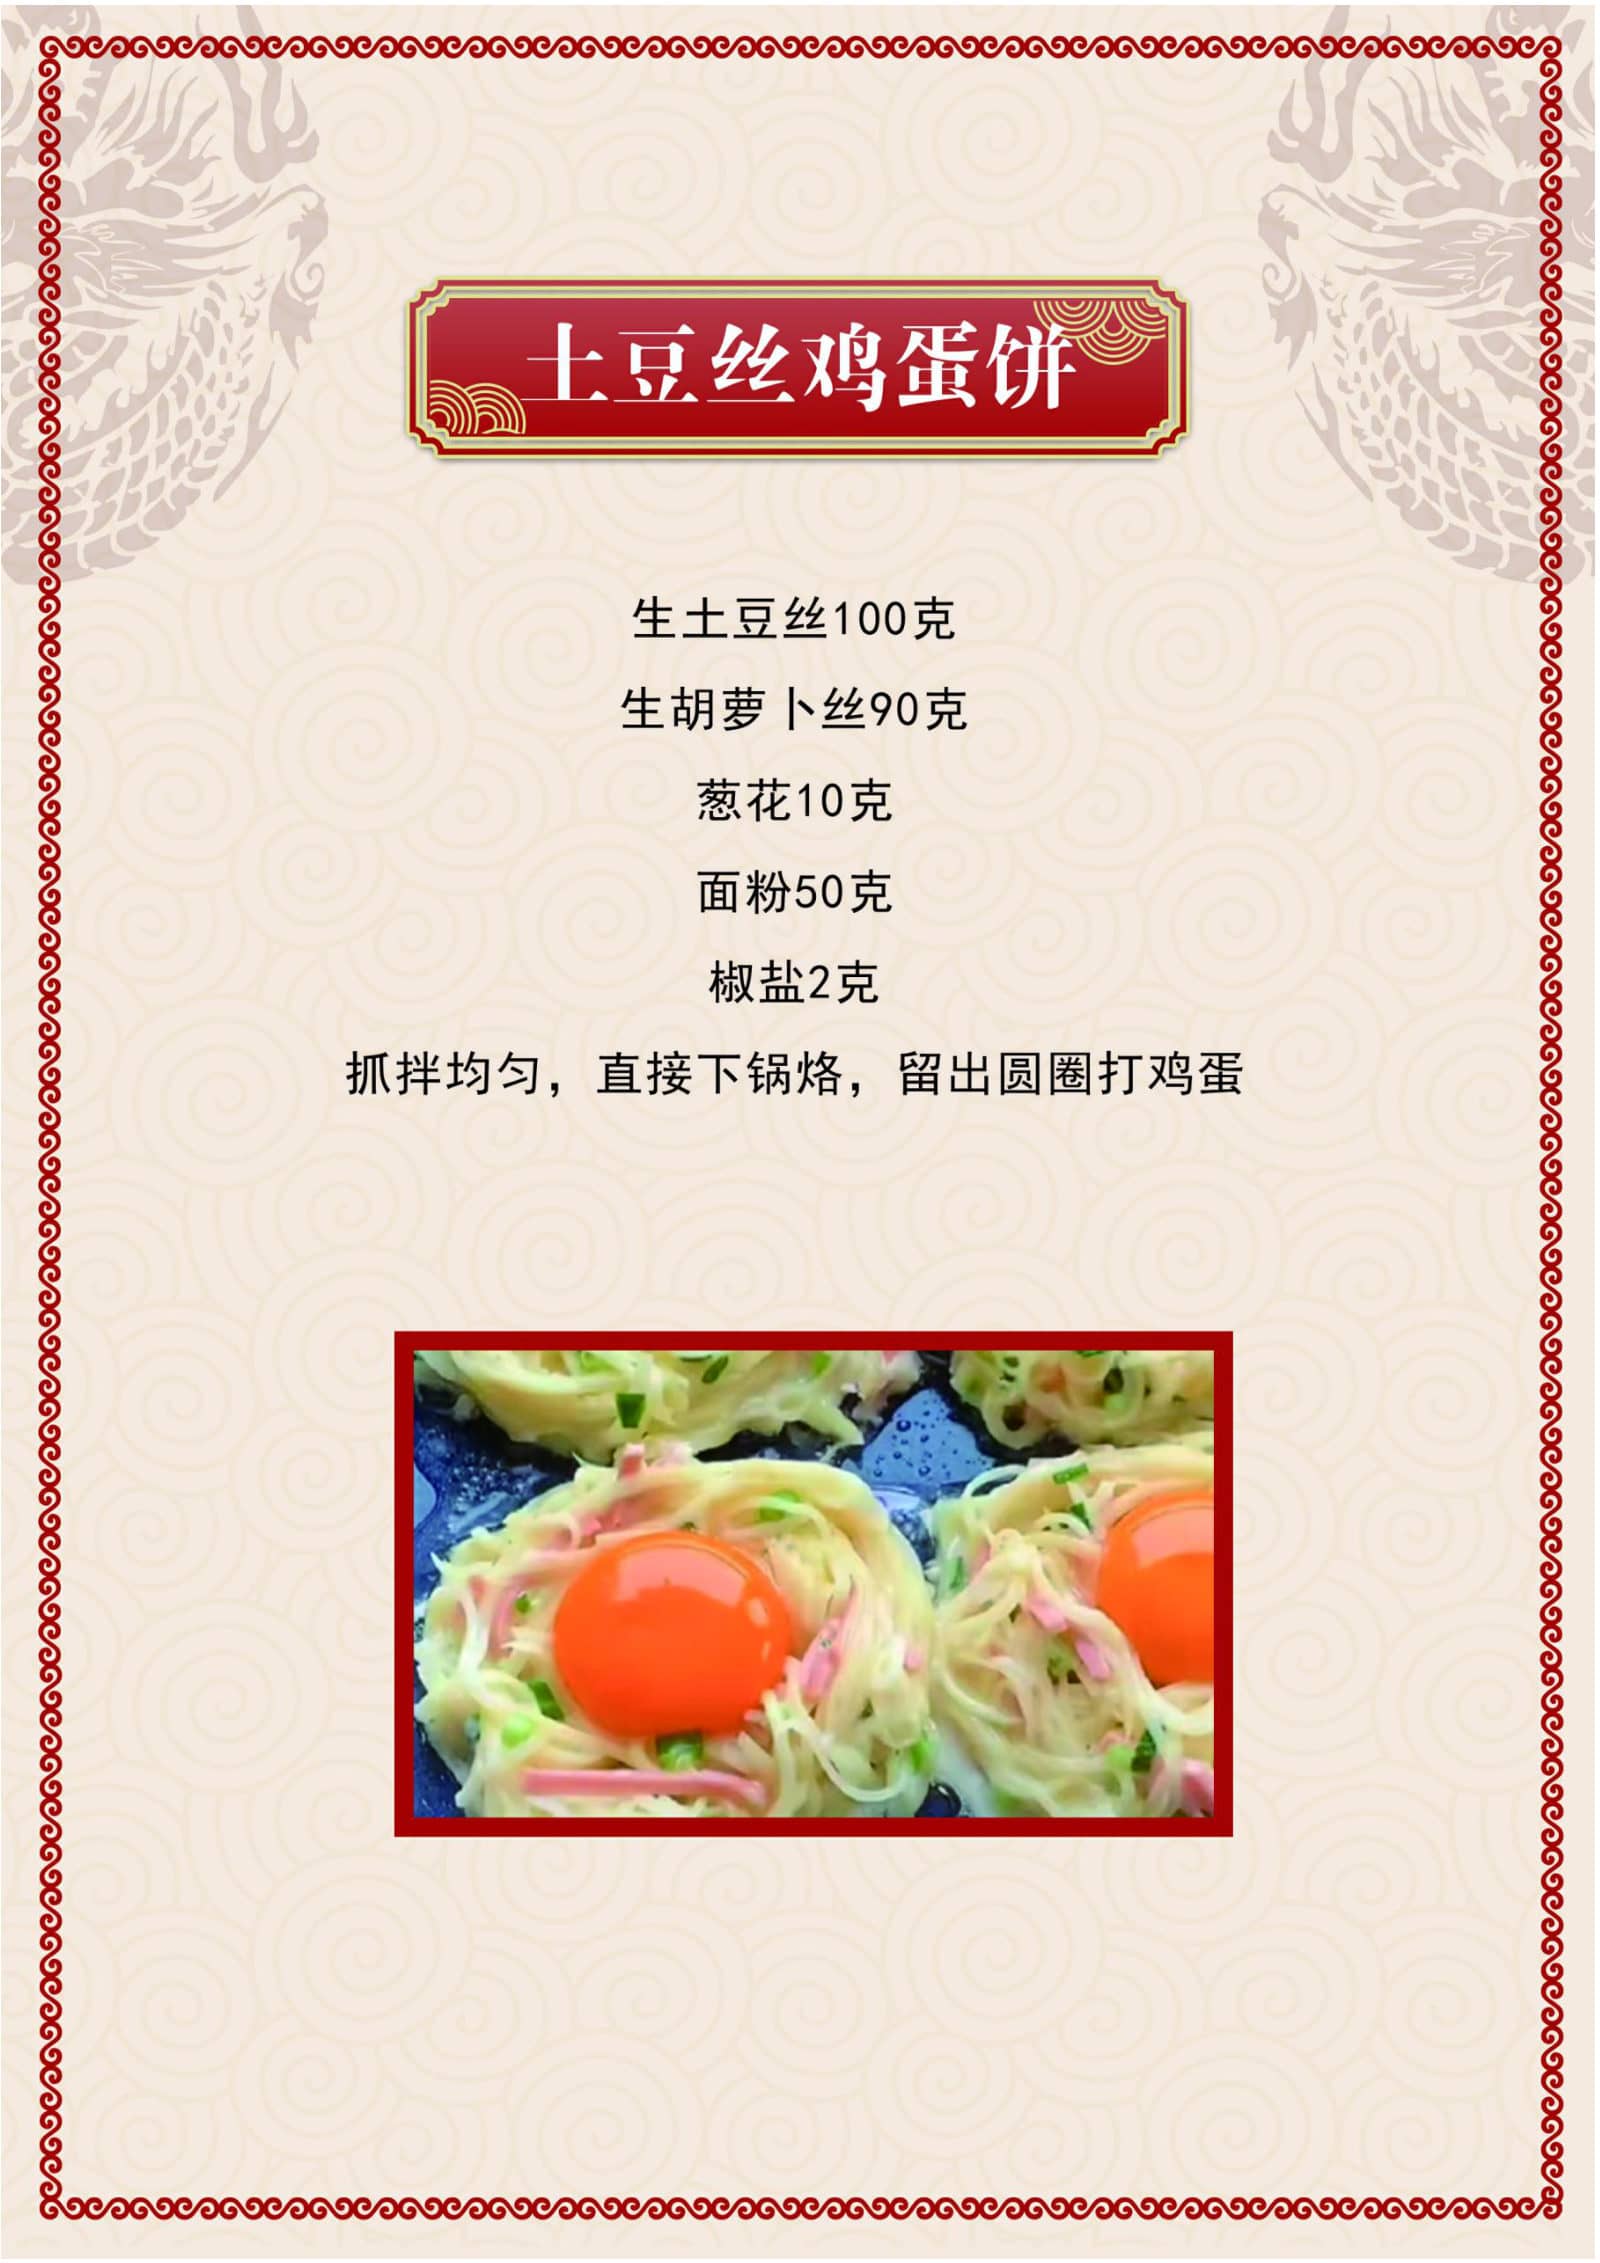 土豆丝鸡蛋饼
生土豆丝100克
生胡萝卜丝90克
葱花10克
面粉50克
椒盐2克
抓拌均匀，直接下锅烙，留出圆圈打鸡蛋